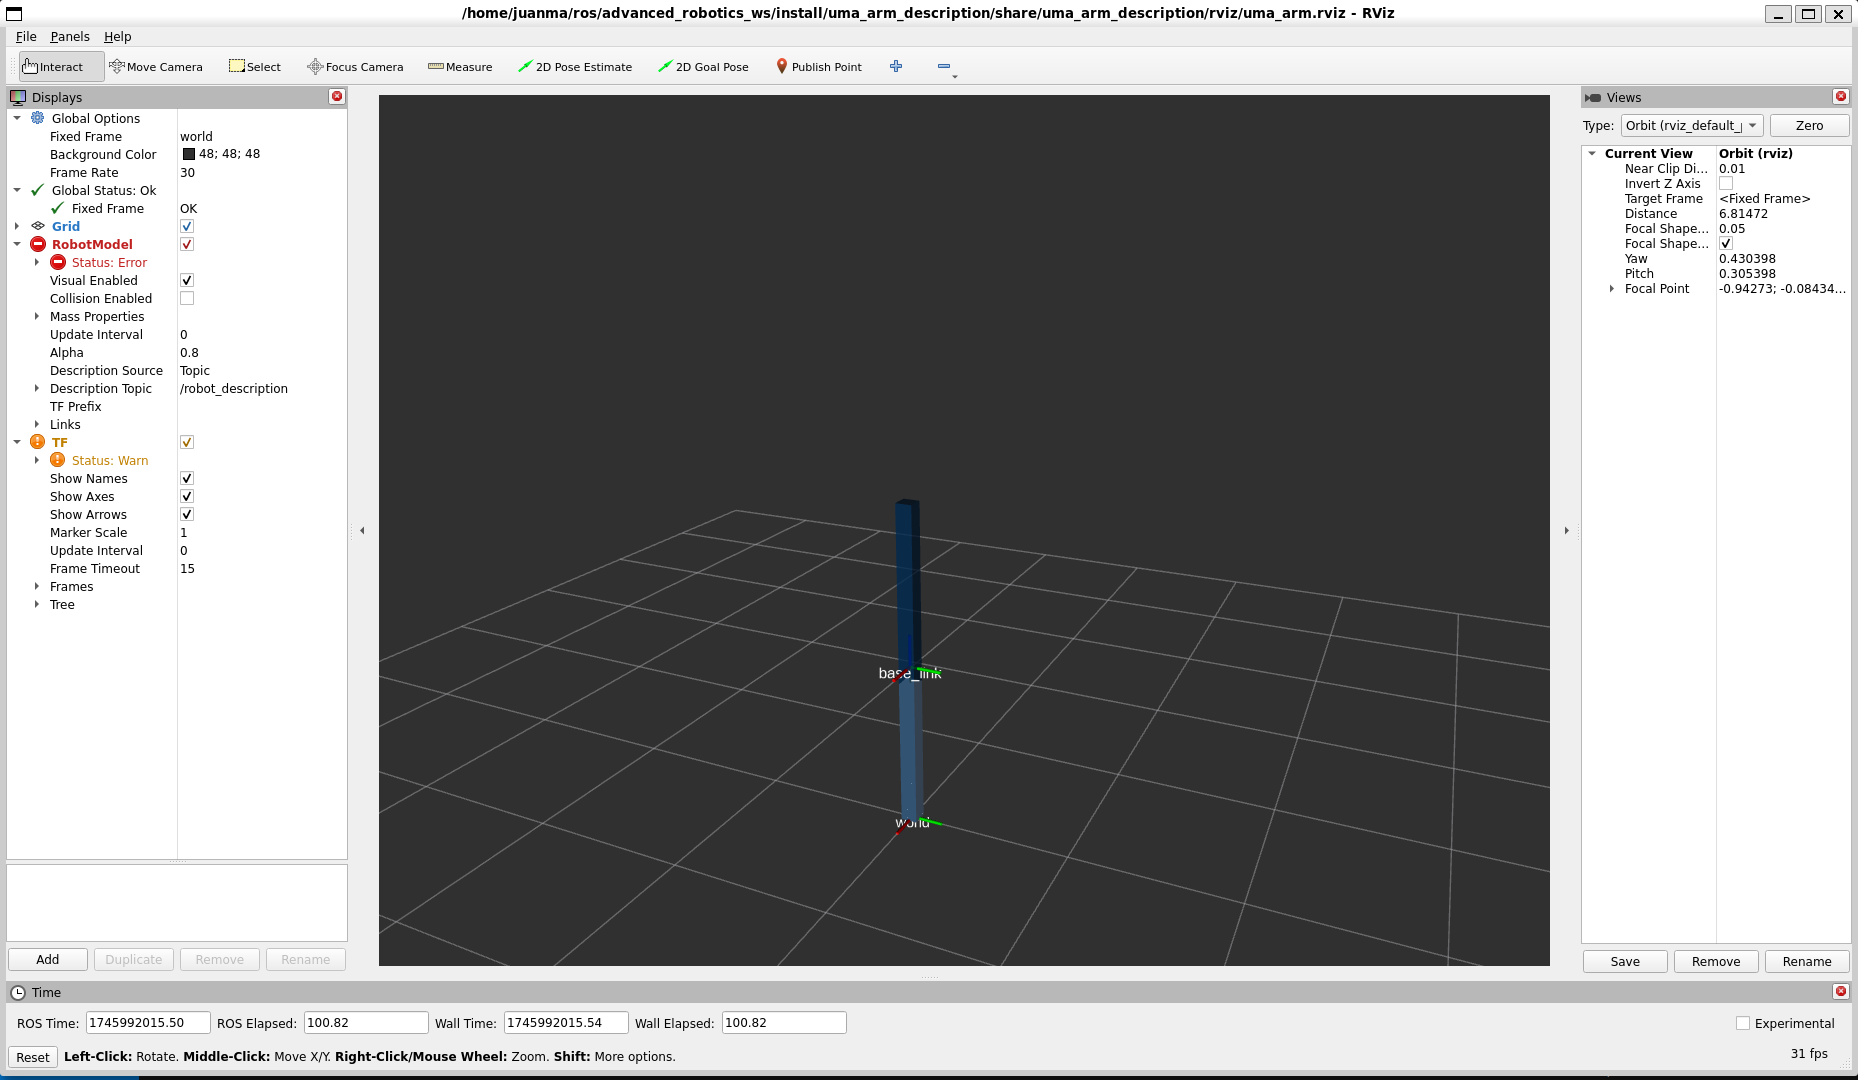 /home/juanma/ros/advanced_robotics_ws/install/uma_arm_description/share/uma_arm_description/rviz/uma_arm.rviz - RViz
File Panels Help
Interact Move Camera Select Focus Camera Measure 2D Pose Estimate 2D Goal Pose Publish Point
Displays
Global Options
Fixed Frame world
Background Color 48; 48; 48
Frame Rate 30
Global Status: Ok
Fixed Frame OK
Grid
RobotModel
Status: Error
Visual Enabled
Collision Enabled
Mass Properties
Update Interval 0
Alpha 0.8
Description Source Topic
Description Topic /robot_description
TF Prefix
Links
TF
Status: Warn
Show Names
Show Axes
Show Arrows
Marker Scale 1
Update Interval 0
Frame Timeout 15
Frames
Tree
Add Duplicate Remove Rename
base_link
world
Views
Type: Orbit (rviz_default_ Zero
Current View Orbit (rviz)
Near Clip Di... 0.01
Invert Z Axis
Target Frame <Fixed Frame>
Distance 6.81472
Focal Shape... 0.05
Focal Shape...
Yaw 0.430398
Pitch 0.305398
Focal Point -0.94273; -0.08434...
Save Remove Rename
Time
ROS Time: 1745992015.50 ROS Elapsed: 100.82 Wall Time: 1745992015.54 Wall Elapsed: 100.82 Experimental
Reset Left-Click: Rotate. Middle-Click: Move X/Y. Right-Click/Mouse Wheel: Zoom. Shift: More options. 31 fps